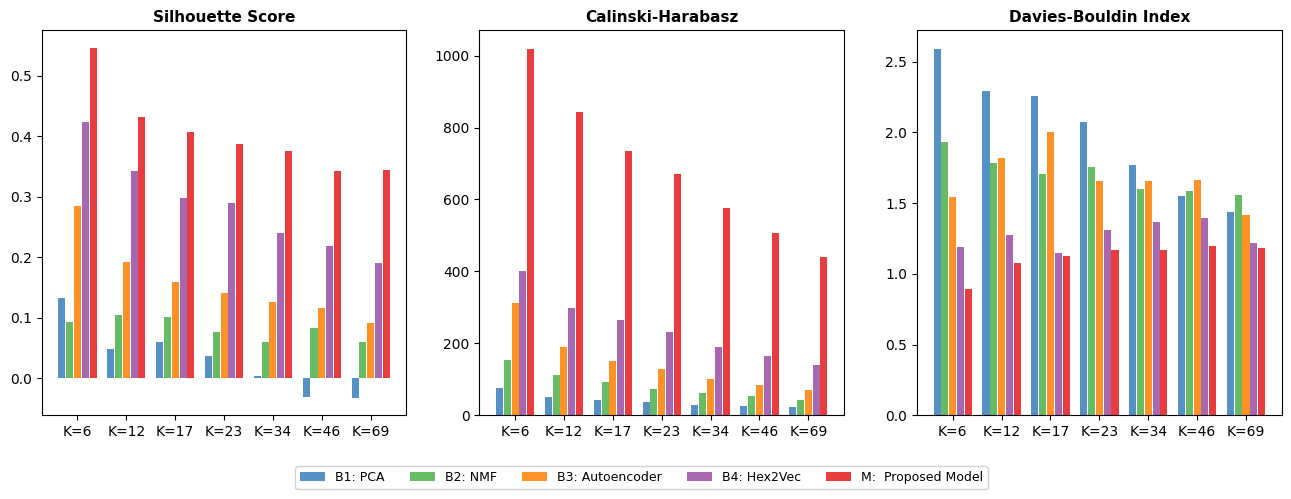 Silhouette Score
0.5
0.4
0.3
0.2
0.1
0.0
K=6 K=12 K=17 K=23 K=34 K=46 K=69
Calinski-Harabasz
1000
800
600
400
200
0
K=6 K=12 K=17 K=23 K=34 K=46 K=69
Davies-Bouldin Index
2.5
2.0
1.5
1.0
0.5
0.0
K=6 K=12 K=17 K=23 K=34 K=46 K=69
B1: PCA B2: NMF B3: Autoencoder B4: Hex2Vec M: Proposed Model